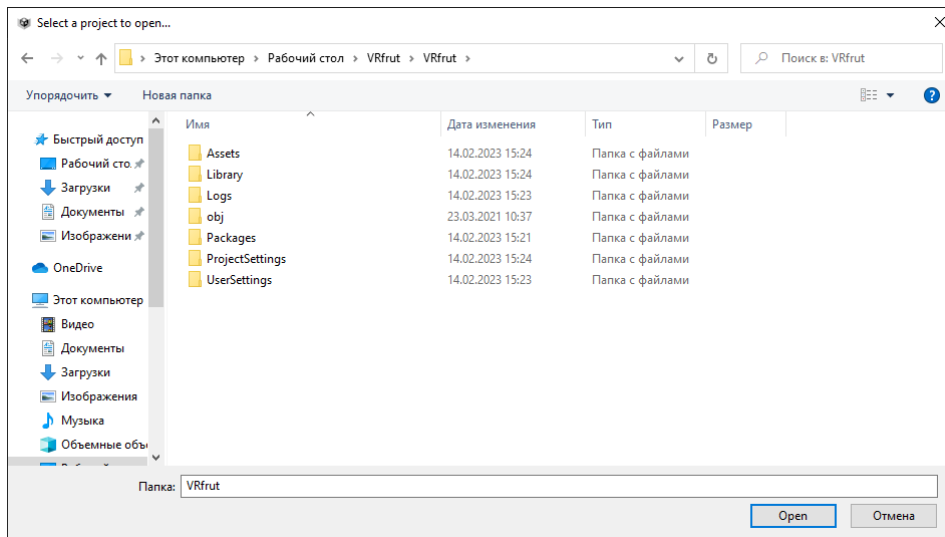 Select a project to open...
Этот компьютер > Рабочий стол > VRfrut > VRfrut >
Поиск в: VRfrut
Упорядочить
Новая папка
Имя Дата изменения Тип Размер
Assets 14.02.2023 15:24 Папка с файлами
Library 14.02.2023 15:24 Папка с файлами
Logs 14.02.2023 15:23 Папка с файлами
obj 23.03.2021 10:37 Папка с файлами
Packages 14.02.2023 15:21 Папка с файлами
ProjectSettings 14.02.2023 15:24 Папка с файлами
UserSettings 14.02.2023 15:23 Папка с файлами
Быстрый доступ
Рабочий сто.
Загрузки
Документы
Изображени
OneDrive
Этот компьютер
Видео
Документы
Загрузки
Изображения
Музыка
Объемные объ
Папка: VRfrut
Open Отмена